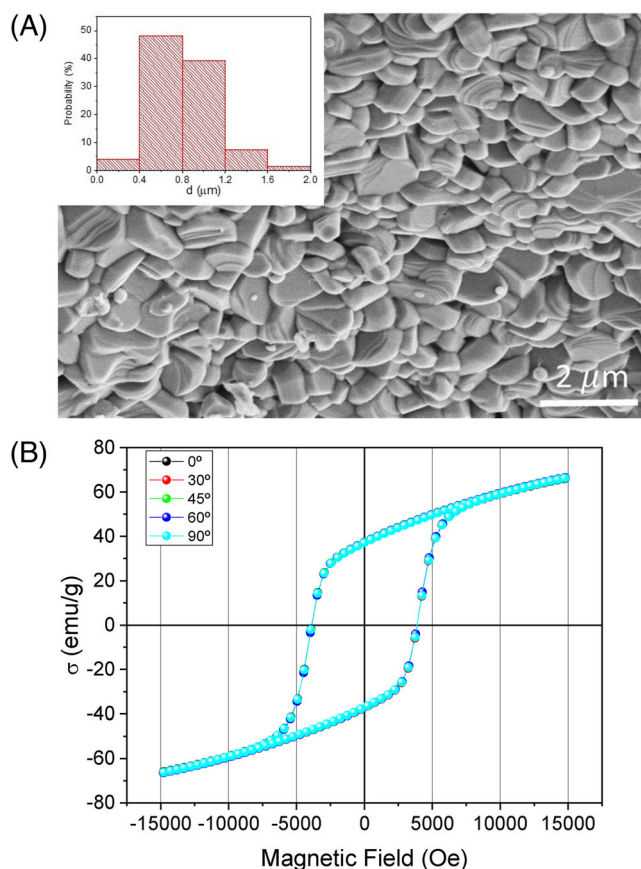 (A)
Probability (%)
50
40
30
20
10
0
0.0 0.4 0.8 1.2 1.6 2.0
d (μm)
2 μm
(B)
σ (emu/g)
80
60
40
20
0
-20
-40
-60
-80
0º
30º
45º
60º
90º
-15000 -10000 -5000 0 5000 10000 15000
Magnetic Field (Oe)